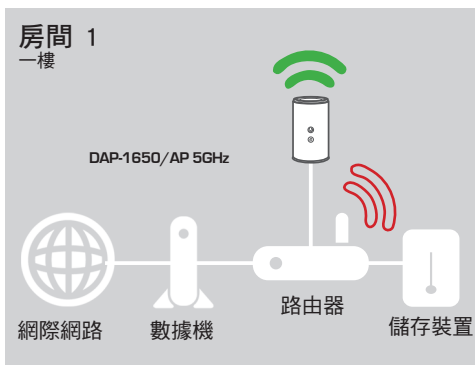 房間 1
一樓
DAP-1650/AP 5GHz
路由器
網際網路
數據機
儲存裝置